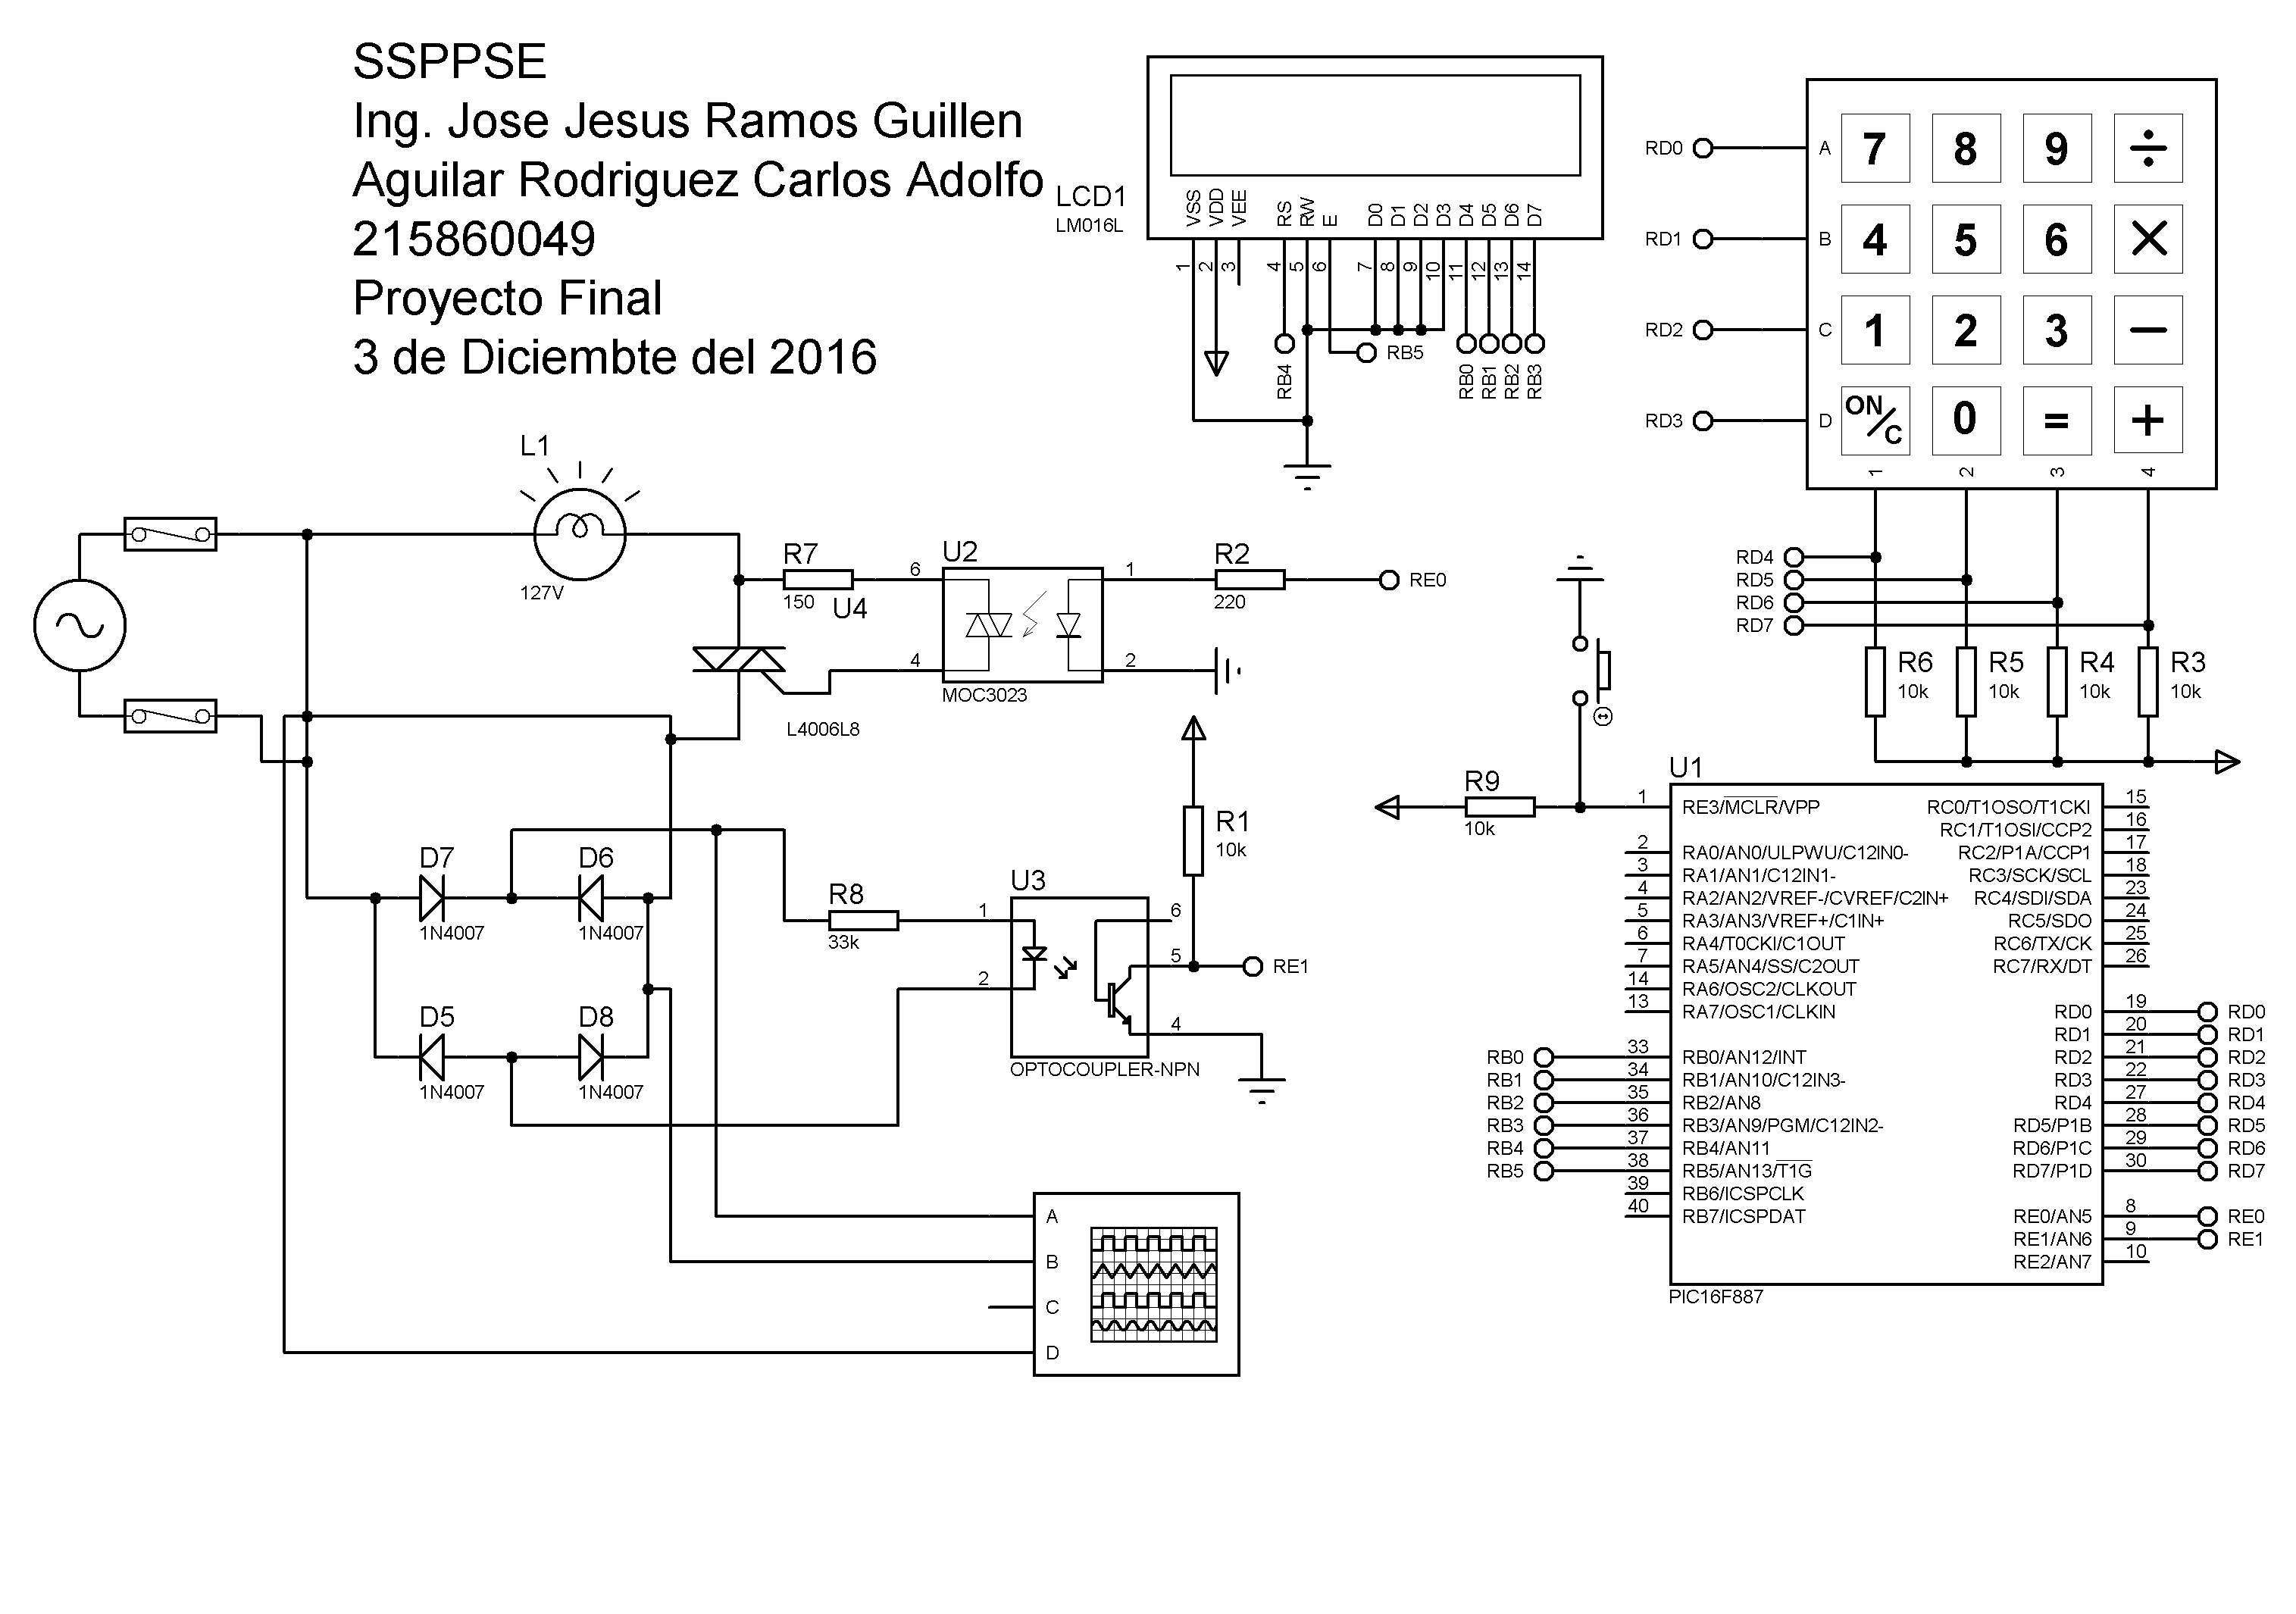 SSPPSE
Ing. Jose Jesus Ramos Guillen
Aguilar Rodriguez Carlos Adolfo
215860049
Proyecto Final
3 de Diciembte del 2016
LCD1
LM016L
VSS VDD VEE RS RW E D0 D1 D2 D3 D4 D5 D6 D7
1 2 3 4 5 6 7 8 9 10 11 12 13 14
RB4 RB5 RB0 RB1 RB2 RB3
RD0 A 7 8 9 ÷
RD1 B 4 5 6 ×
RD2 C 1 2 3 −
RD3 D ON/C 0 = +
1 2 3 4
RD4
RD5
RD6
RD7
R6 R5 R4 R3
10k 10k 10k 10k
L1
127V
R7
150
U4
L4006L8
U2
6 1
4 2
MOC3023
R2
220
RE0
R1
10k
D7 D6
1N4007 1N4007
D5 D8
1N4007 1N4007
R8
33k
U3
1 6
5
2
4
OPTOCOUPLER-NPN
RE1
A
B
C
D
R9
10k
U1
1 RE3/MCLR/VPP RC0/T1OSO/T1CKI 15
RC1/T1OSI/CCP2 16
2 RA0/AN0/ULPWU/C12IN0- RC2/P1A/CCP1 17
3 RA1/AN1/C12IN1- RC3/SCK/SCL 18
4 RA2/AN2/VREF-/CVREF/C2IN+ RC4/SDI/SDA 23
5 RA3/AN3/VREF+/C1IN+ RC5/SDO 24
6 RA4/T0CKI/C1OUT RC6/TX/CK 25
7 RA5/AN4/SS/C2OUT RC7/RX/DT 26
14 RA6/OSC2/CLKOUT
13 RA7/OSC1/CLKIN RD0 19 RD0
RD1 20 RD1
RB0 33 RB0/AN12/INT RD2 21 RD2
RB1 34 RB1/AN10/C12IN3- RD3 22 RD3
RB2 35 RB2/AN8 RD4 27 RD4
RB3 36 RB3/AN9/PGM/C12IN2- RD5/P1B 28 RD5
RB4 37 RB4/AN11 RD6/P1C 29 RD6
RB5 38 RB5/AN13/T1G RD7/P1D 30 RD7
39 RB6/ICSPCLK
40 RB7/ICSPDAT RE0/AN5 8 RE0
RE1/AN6 9 RE1
RE2/AN7 10
PIC16F887